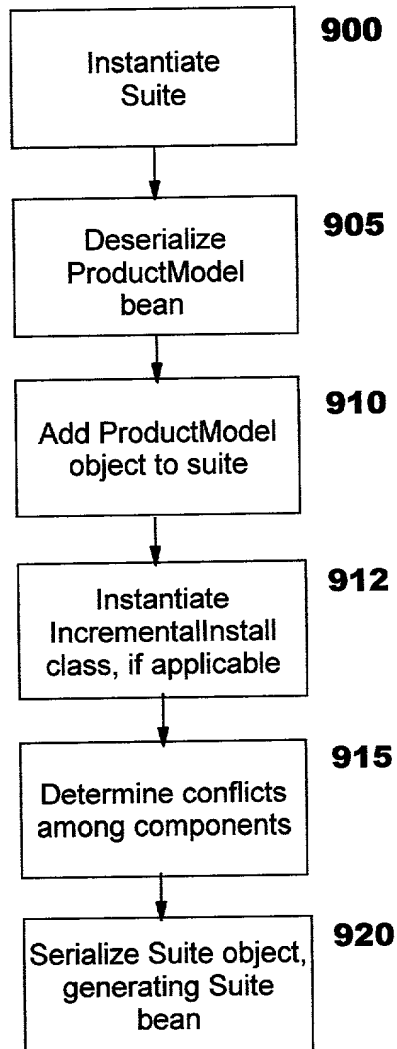 900
Instantiate
Suite
905
Deserialize
ProductModel
bean
910
Add ProductModel
object to suite
912
Instantiate
IncrementalInstall
class, if applicable
915
Determine conflicts
among components
920
Serialize Suite object,
generating Suite
bean